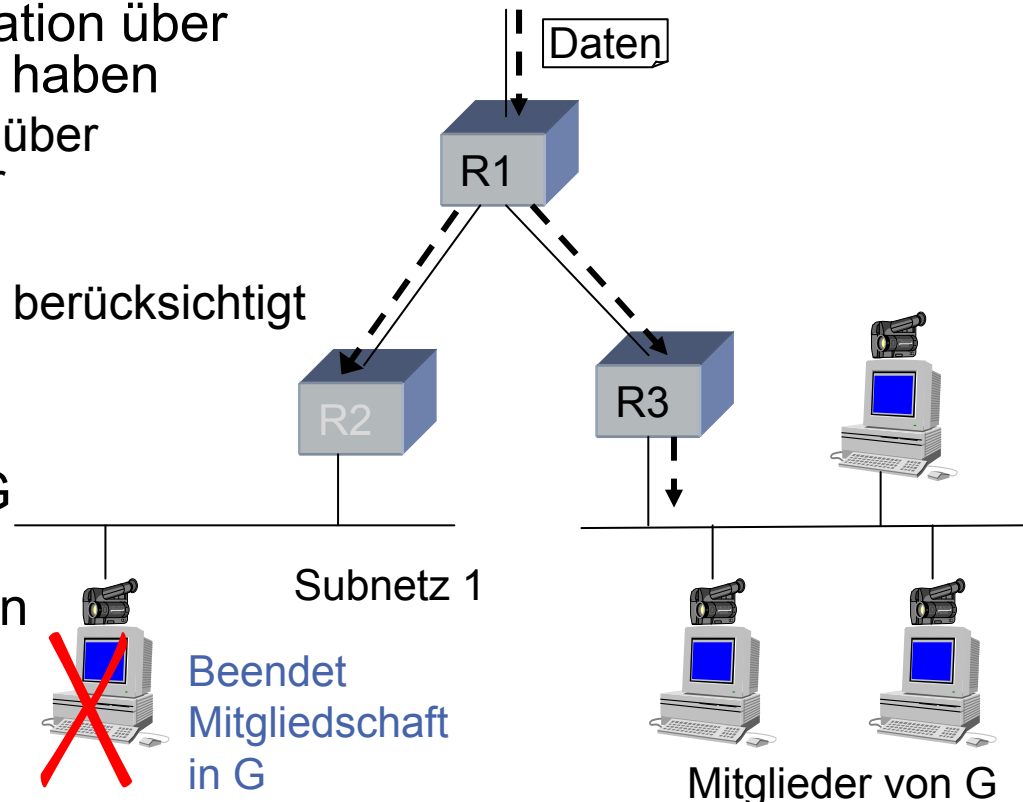 ation über
haben
über
berücksichtigt
G
n
Daten
R1
R2
R3
Subnetz 1
Beendet
Mitgliedschaft
in G
Mitglieder von G